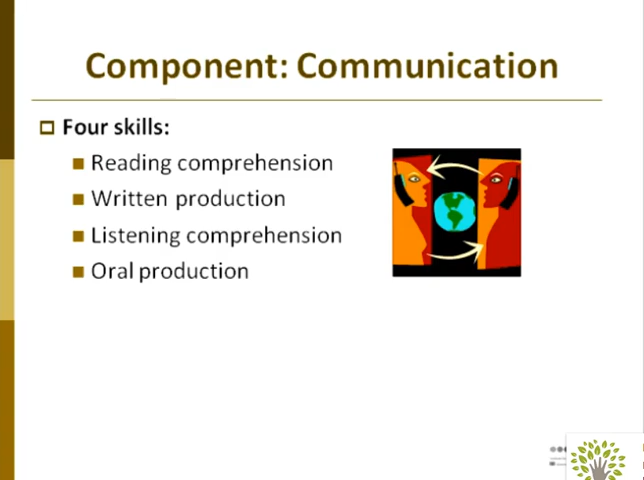 Component: Communication
Four skills:
Reading comprehension
Written production
Listening comprehension
Oral production